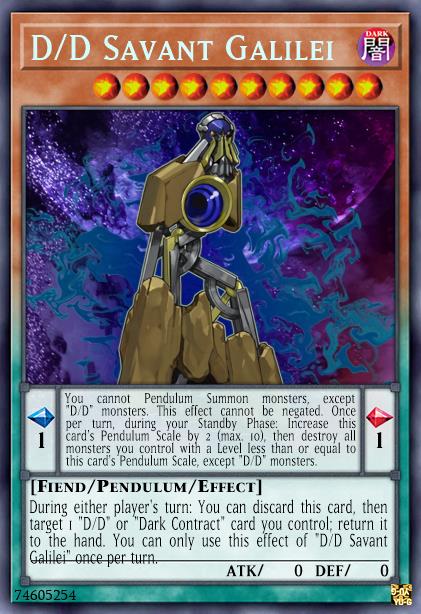 D/D Savant Galilei
DARK
闇
You cannot Pendulum Summon monsters, except
"D/D" monsters. This effect cannot be negated. Once
per turn, during your Standby Phase: Increase this
card's Pendulum Scale by 2 (max. 10), then destroy all
monsters you control with a Level less than or equal to
this card's Pendulum Scale, except "D/D" monsters.
1
1
[Fiend/Pendulum/Effect]
During either player's turn: You can discard this card, then
target 1 "D/D" or "Dark Contract" card you control; return it
to the hand. You can only use this effect of "D/D Savant
Galilei" once per turn.
ATK/ 0 DEF/ 0
74605254